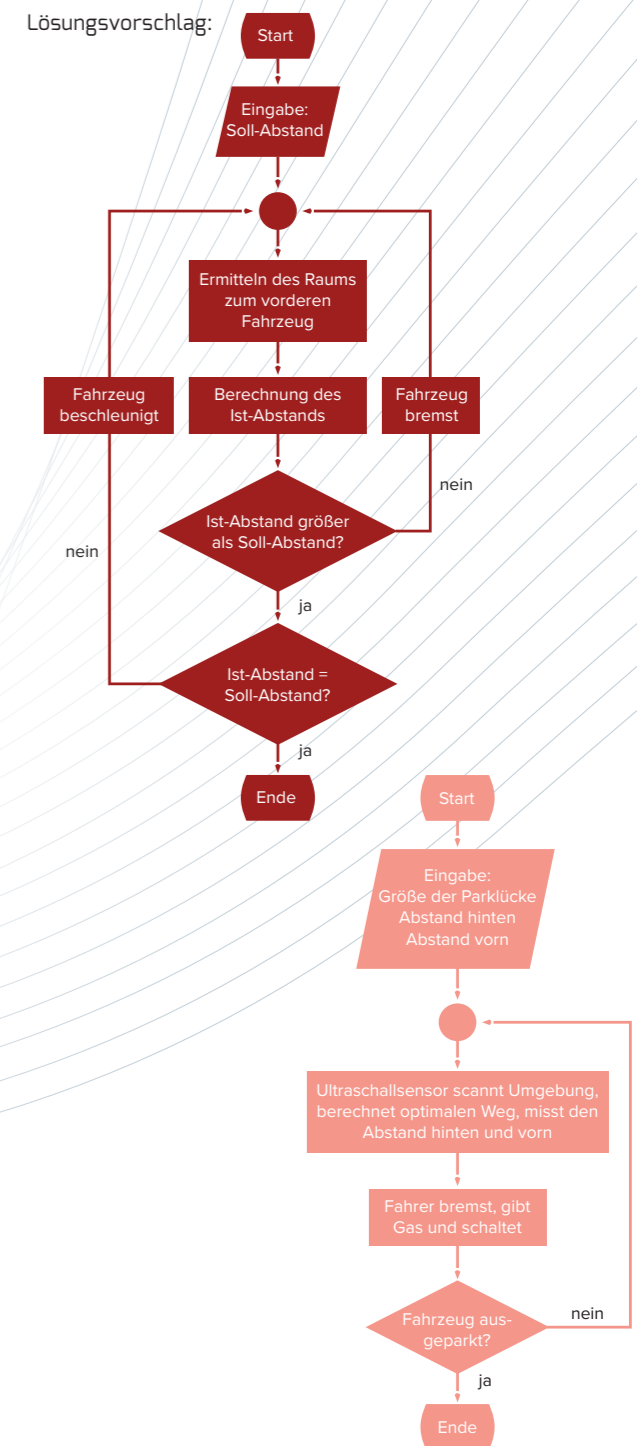 Lösungsvorschlag:
Start
Eingabe:
Soll-Abstand
Ermitteln des Raums
zum vorderen
Fahrzeug
Fahrzeug
beschleunigt
Berechnung des
Ist-Abstands
Fahrzeug
bremst
nein
Ist-Abstand größer
als Soll-Abstand?
nein
ja
Ist-Abstand =
Soll-Abstand?
ja
Ende
Start
Eingabe:
Größe der Parklücke
Abstand hinten
Abstand vorn
Ultraschallsensor scannt Umgebung,
berechnet optimalen Weg, misst den
Abstand hinten und vorn
Fahrer bremst, gibt
Gas und schaltet
Fahrzeug aus-
geparkt?
nein
ja
Ende